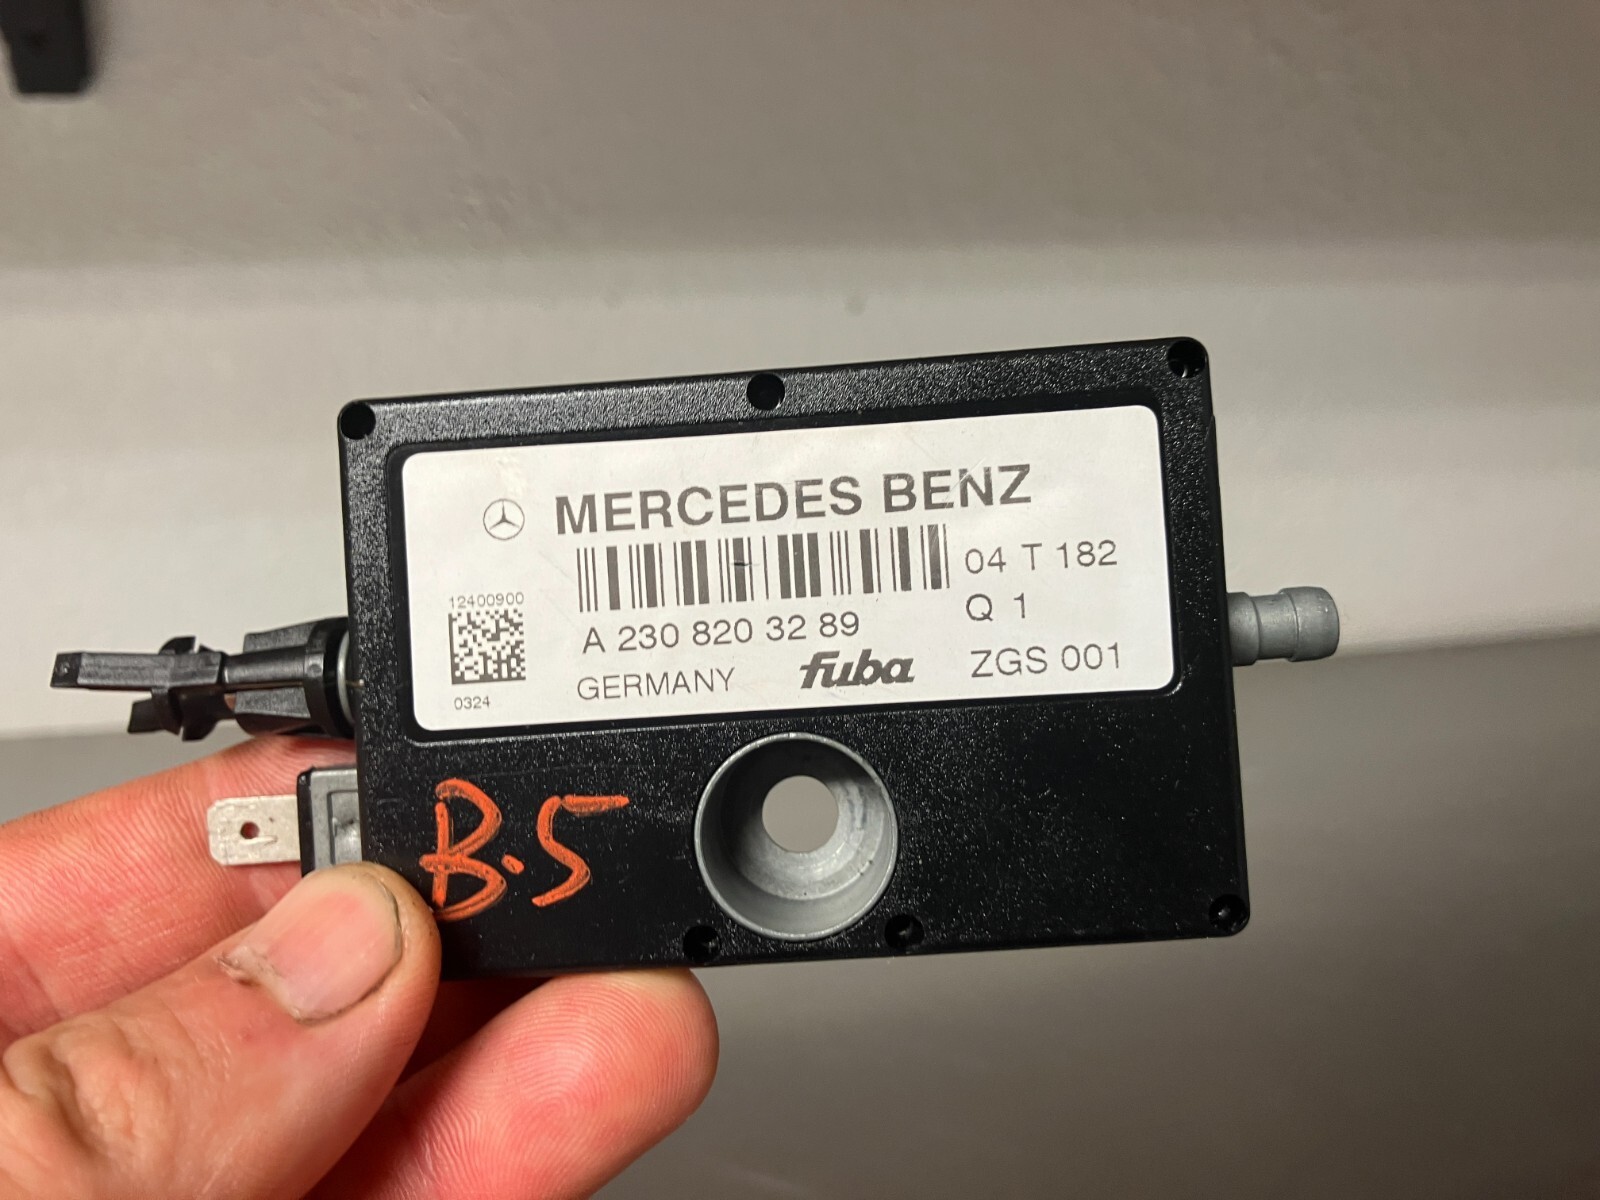 MERCEDES BENZ
04 T 182
12400900
Q 1
A 230 820 32 89
GERMANY fuba ZGS 001
0324
B.5